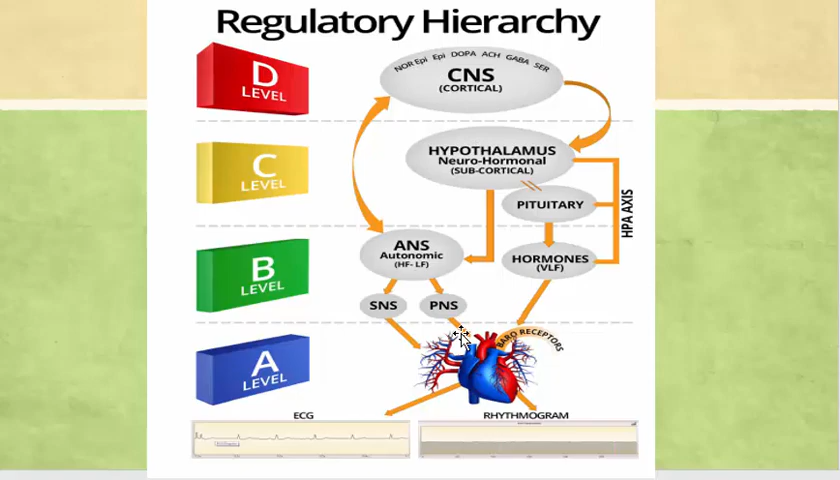 Regulatory Hierarchy
D
LEVEL
NOR Epi Epi DOPA ACH GABA SER
CNS
(CORTICAL)
C
LEVEL
HYPOTHALAMUS
Neuro-Hormonal
(SUB-CORTICAL)
PITUITARY
HPA AXIS
B
LEVEL
ANS
Autonomic
(HF- LF)
HORMONES
(VLF)
SNS
PNS
A
LEVEL
BARO RECEPTORS
ECG
RHYTHMOGRAM